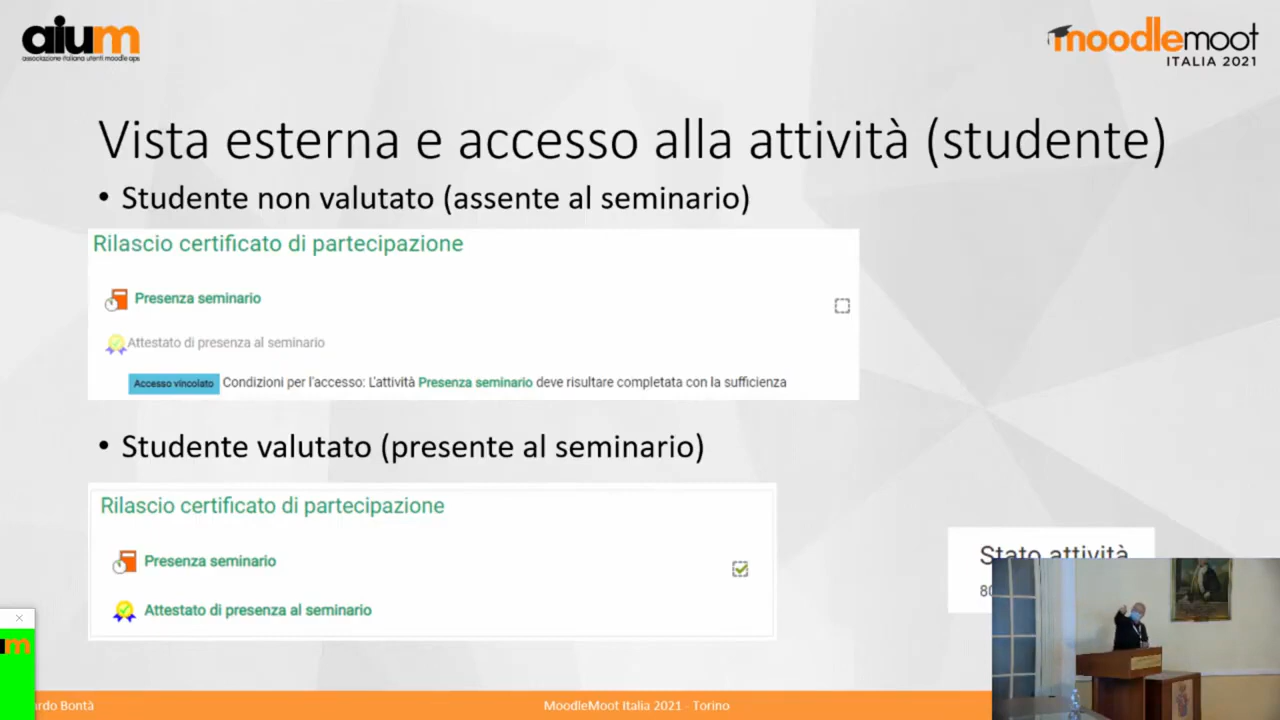 aium
associazione italiana utenti moodle aps
moodlemoot
ITALIA 2021
Vista esterna e accesso alla attività (studente)
• Studente non valutato (assente al seminario)
Rilascio certificato di partecipazione
Presenza seminario
Attestato di presenza al seminario
Accesso vincolato Condizioni per l'accesso: L'attività Presenza seminario deve risultare completata con la sufficienza
• Studente valutato (presente al seminario)
Rilascio certificato di partecipazione
Presenza seminario
Attestato di presenza al seminario
Stato attività
Bontà
MoodleMoot Italia 2021 - Torino